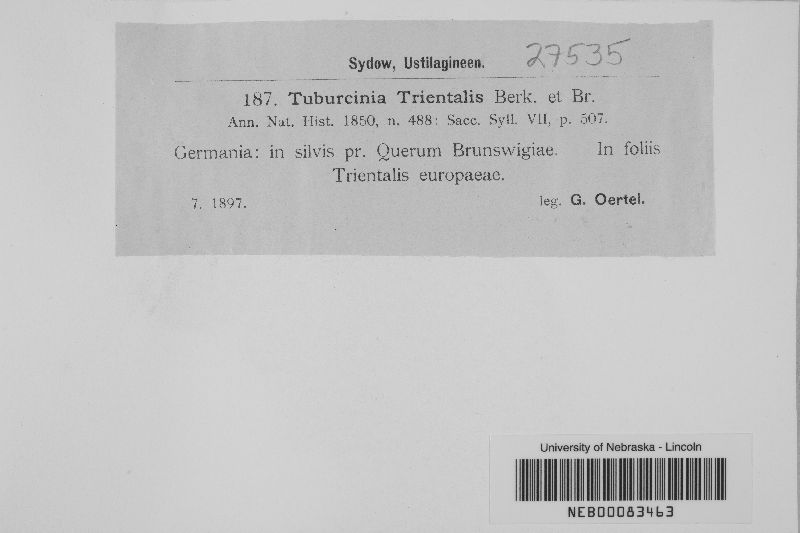 Sydow, Ustilagineen. 27535
187. Tuburcinia Trientalis Berk. et Br.
Ann. Nat. Hist. 1850, n. 488: Sacc. Syll. VII, p. 507.
Germania: in silvis pr. Querum Brunswigiae. In foliis
Trientalis europaeae.
7. 1897. leg. G. Oertel.
University of Nebraska - Lincoln
NEB00083463